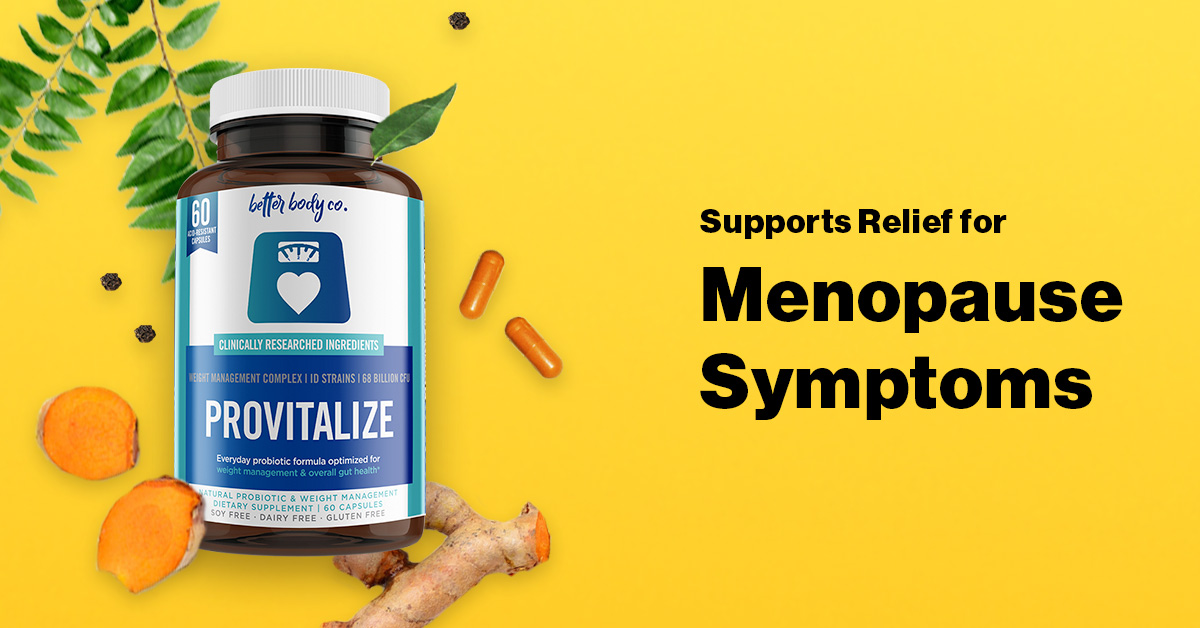 better body co.
60
ACID-RESISTANT
CAPSULES
CLINICALLY RESEARCHED INGREDIENTS
WEIGHT MANAGEMENT COMPLEX | ID STRAINS | 68 BILLION CFU
PROVITALIZE
Everyday probiotic formula optimized for
weight management & overall gut health*
NATURAL PROBIOTIC & WEIGHT MANAGEMENT
DIETARY SUPPLEMENT | 60 CAPSULES
SOY FREE · DAIRY FREE · GLUTEN FREE
Supports Relief for
Menopause
Symptoms